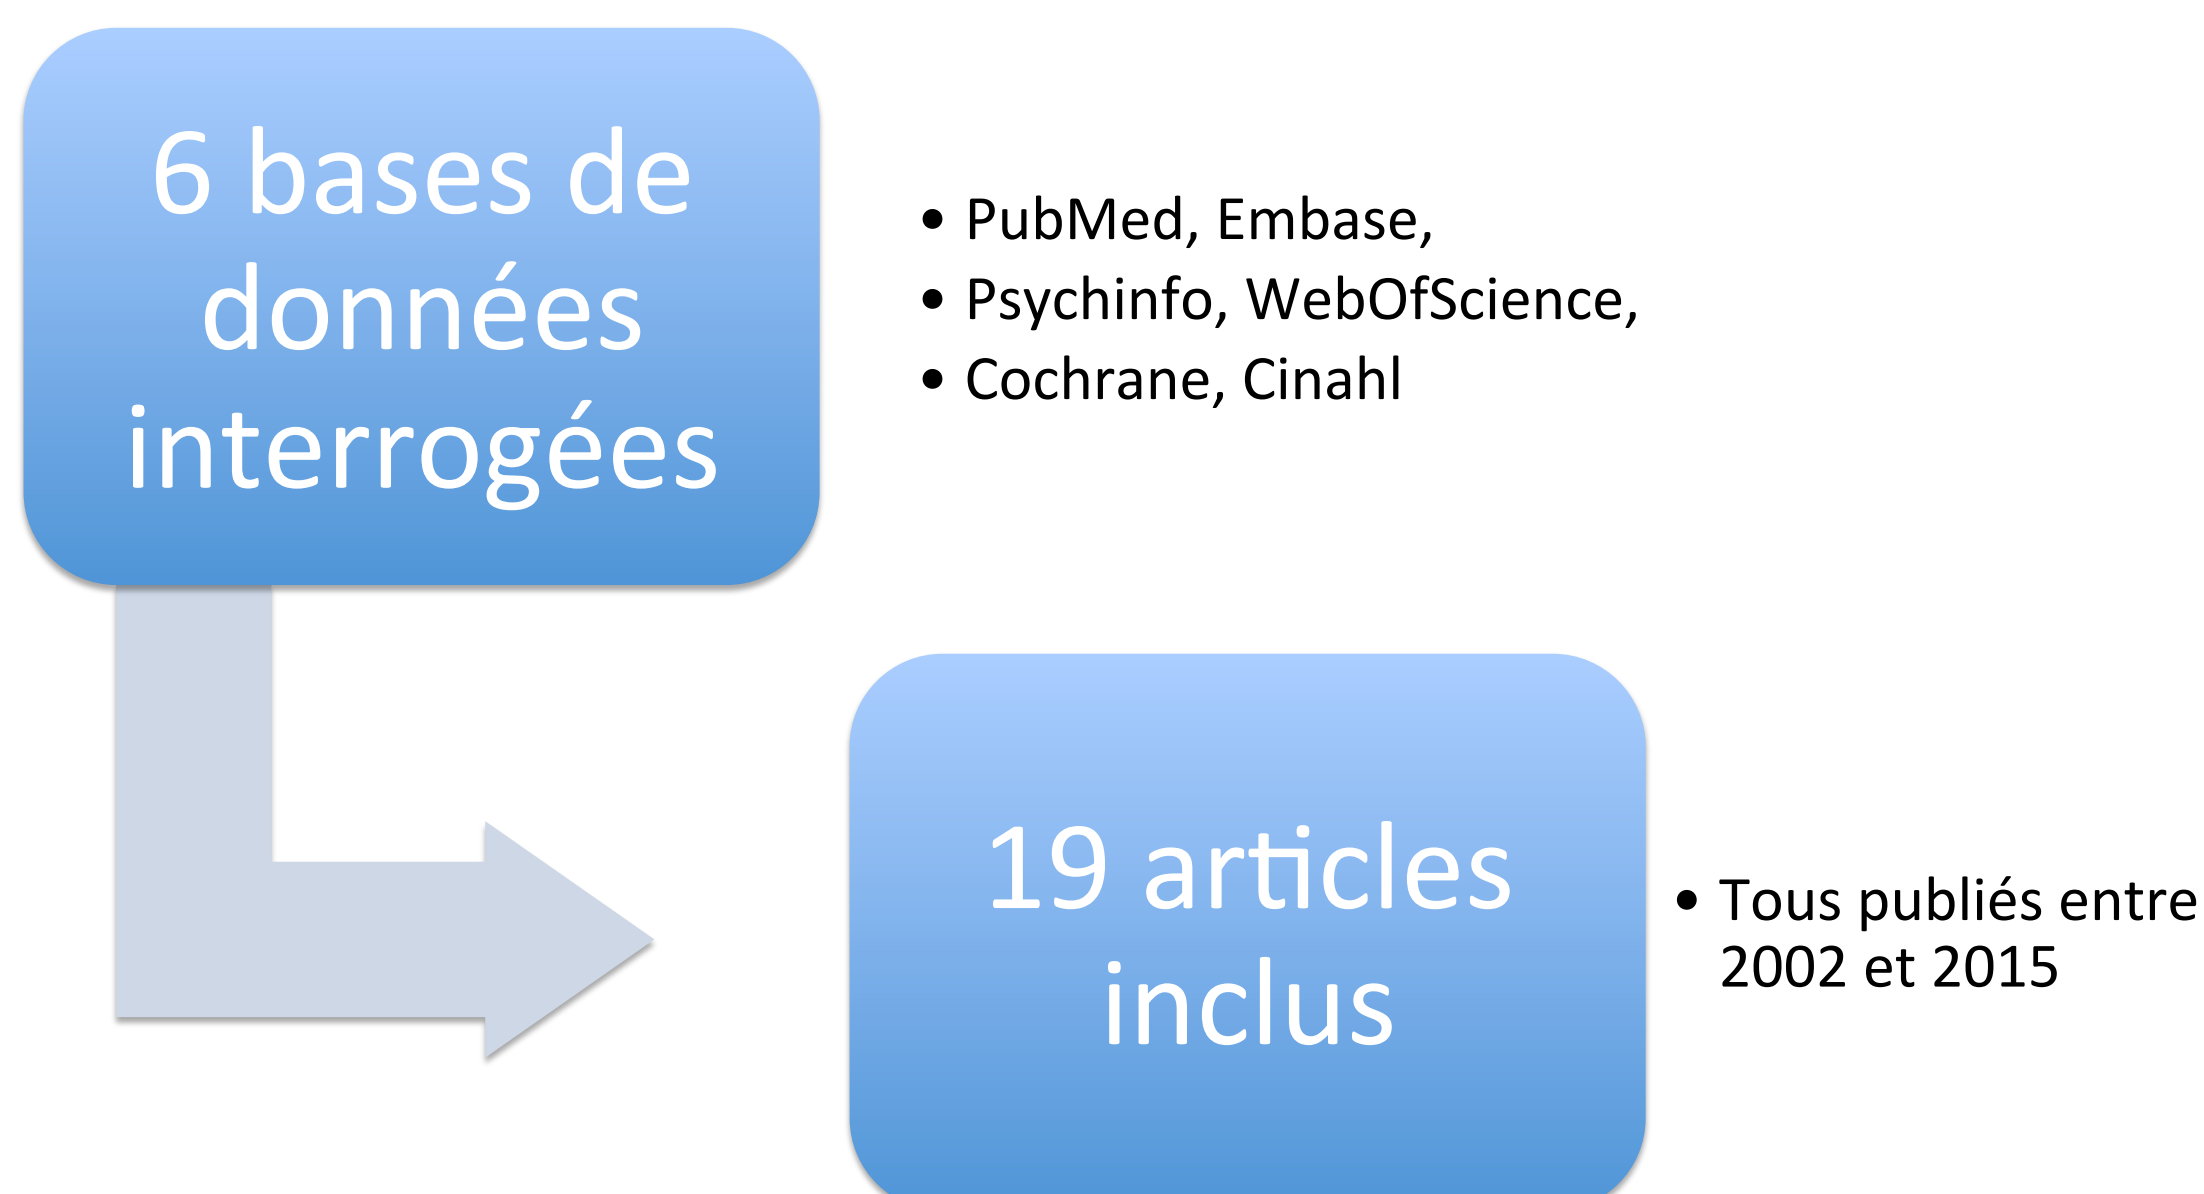 6 bases de
données
interrogées
• PubMed, Embase,
• Psychinfo, WebOfScience,
• Cochrane, Cinahl
19 articles
inclus
• Tous publiés entre
2002 et 2015